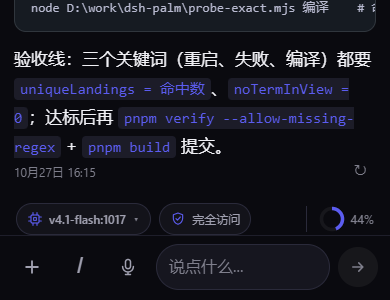 node D:\work\dsh-palm\probe-exact.mjs 编译
验收线：三个关键词（重启、失败、编译）都要
uniqueLandings = 命中数、noTermInView =
0；达标后再 pnpm verify --allow-missing-
regex + pnpm build 提交。
10月27日 16:15
v4.1-flash:1017
完全访问
44%
说点什么...